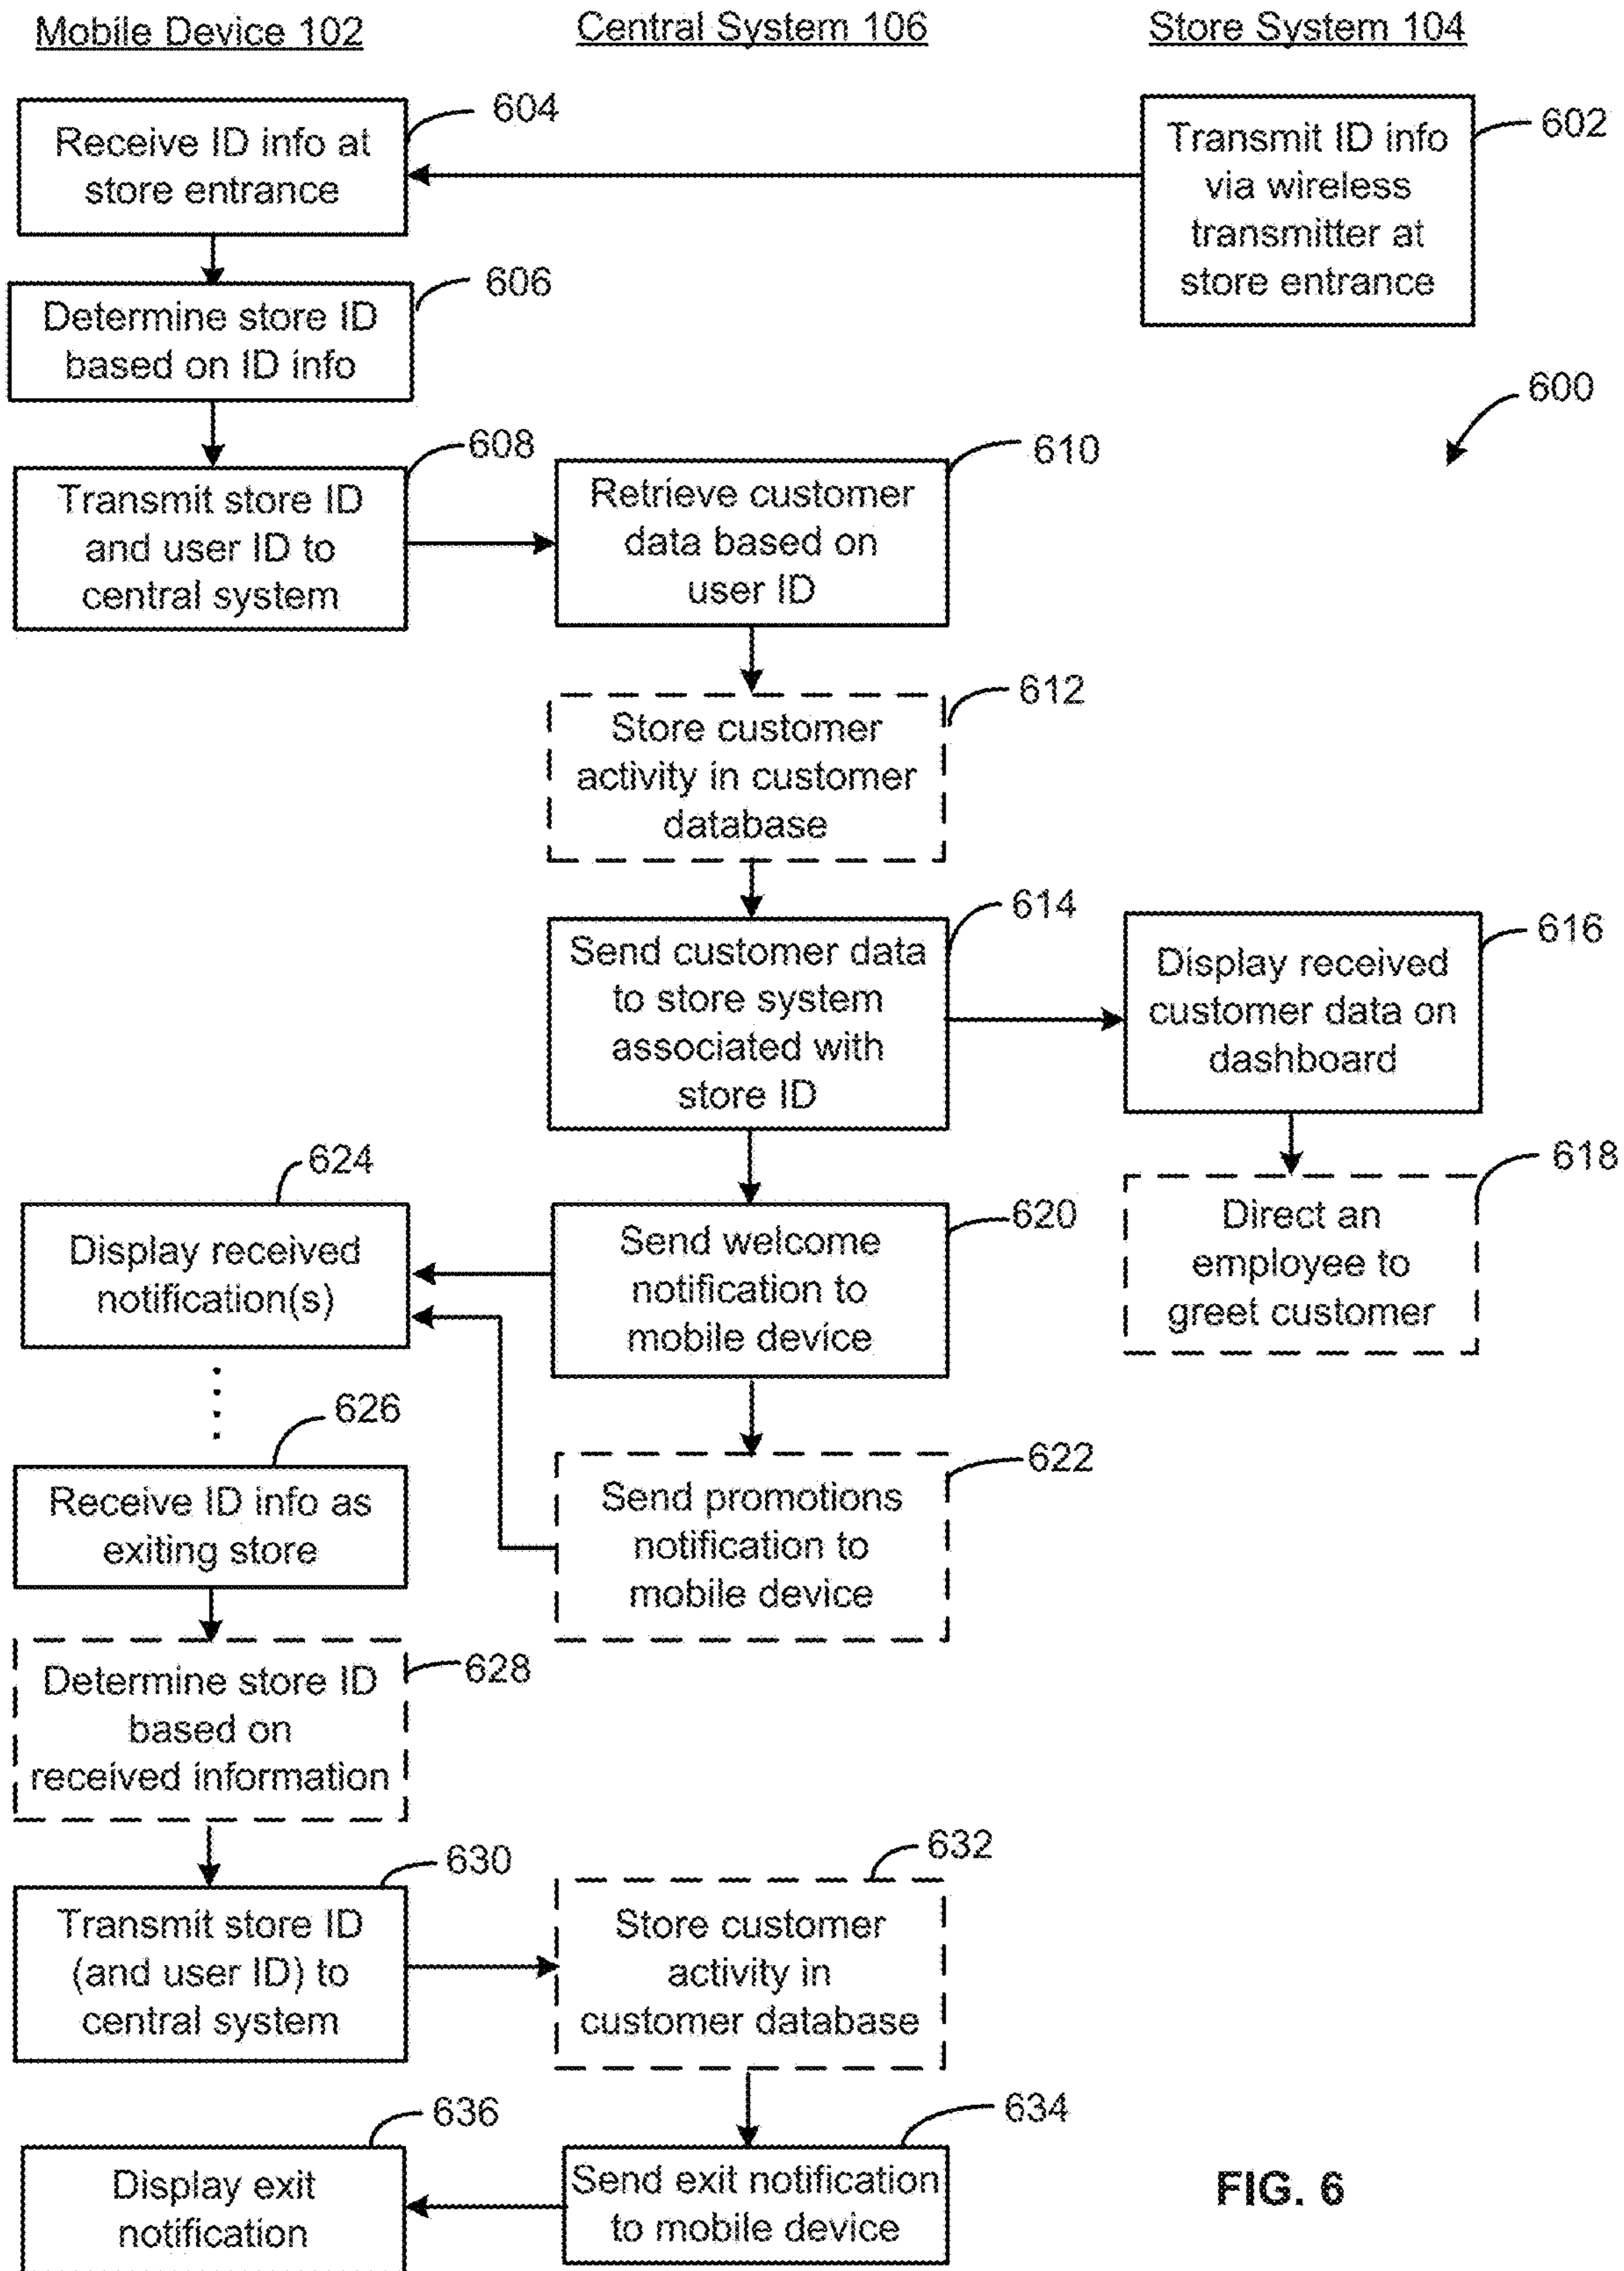 Mobile Device 102
Central System 106
Store System 104
604
Receive ID info at
store entrance
602
Transmit ID info
via wireless
transmitter at
store entrance
606
Determine store ID
based on ID info
600
608
Transmit store ID
and user ID to
central system
610
Retrieve customer
data based on
user ID
612
Store customer
activity in customer
database
614
Send customer data
to store system
associated with
store ID
616
Display received
customer data on
dashboard
618
Direct an
employee to
greet customer
624
Display received
notification(s)
620
Send welcome
notification to
mobile device
622
Send promotions
notification to
mobile device
626
Receive ID info as
exiting store
628
Determine store ID
based on
received information
630
Transmit store ID
(and user ID) to
central system
632
Store customer
activity in
customer database
634
Send exit notification
to mobile device
636
Display exit
notification
FIG. 6